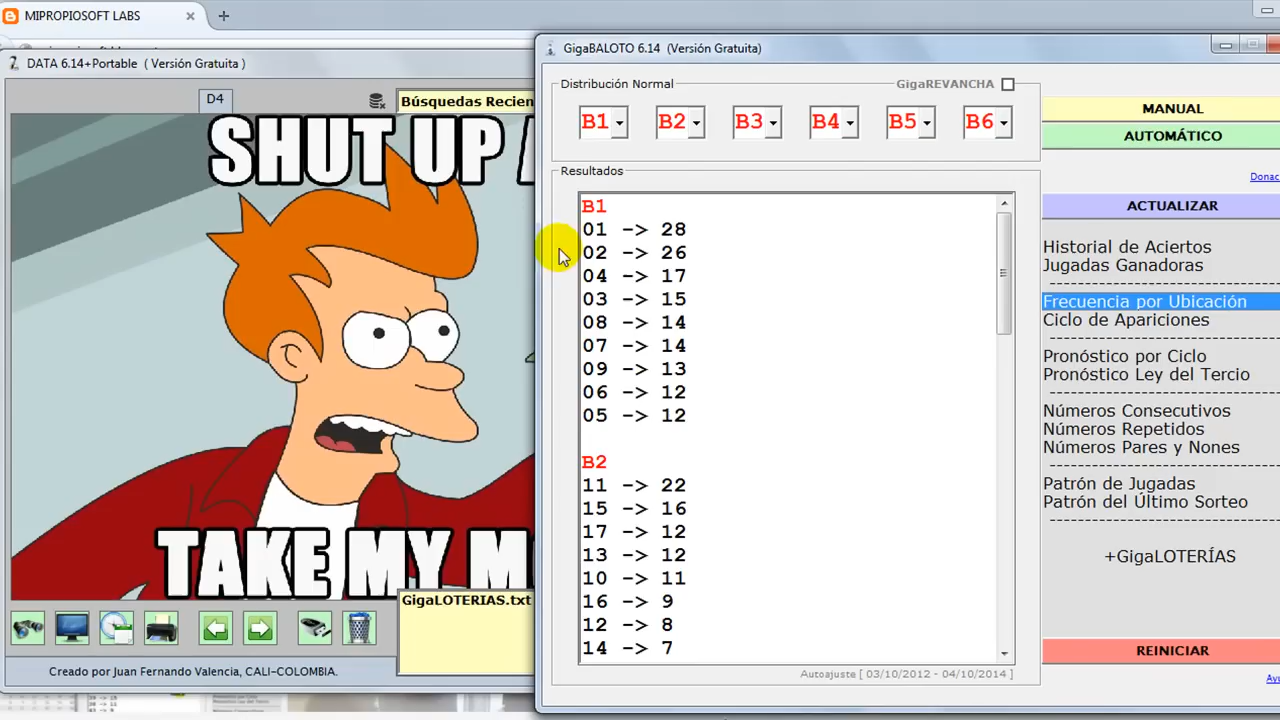 MIPROPIOSOFT LABS
DATA 6.14+Portable ( Versión Gratuita )
D4
Búsquedas Recien
SHUT UP
TAKE MY M
GigaLOTERIAS.txt
Creado por Juan Fernando Valencia, CALI-COLOMBIA.
GigaBALOTO 6.14 (Versión Gratuita)
Distribución Normal
GigaREVANCHA
B1 B2 B3 B4 B5 B6
Resultados
B1
01 -> 28
02 -> 26
04 -> 17
03 -> 15
08 -> 14
07 -> 14
09 -> 13
06 -> 12
05 -> 12
B2
11 -> 22
15 -> 16
17 -> 12
13 -> 12
10 -> 11
16 -> 9
12 -> 8
14 -> 7
Autoajuste [ 03/10/2012 - 04/10/2014 ]
MANUAL
AUTOMÁTICO
Donac
ACTUALIZAR
Historial de Aciertos
Jugadas Ganadoras
Frecuencia por Ubicación
Ciclo de Apariciones
Pronóstico por Ciclo
Pronóstico Ley del Tercio
Números Consecutivos
Números Repetidos
Números Pares y Nones
Patrón de Jugadas
Patrón del Último Sorteo
+GigaLOTERÍAS
REINICIAR
Ay